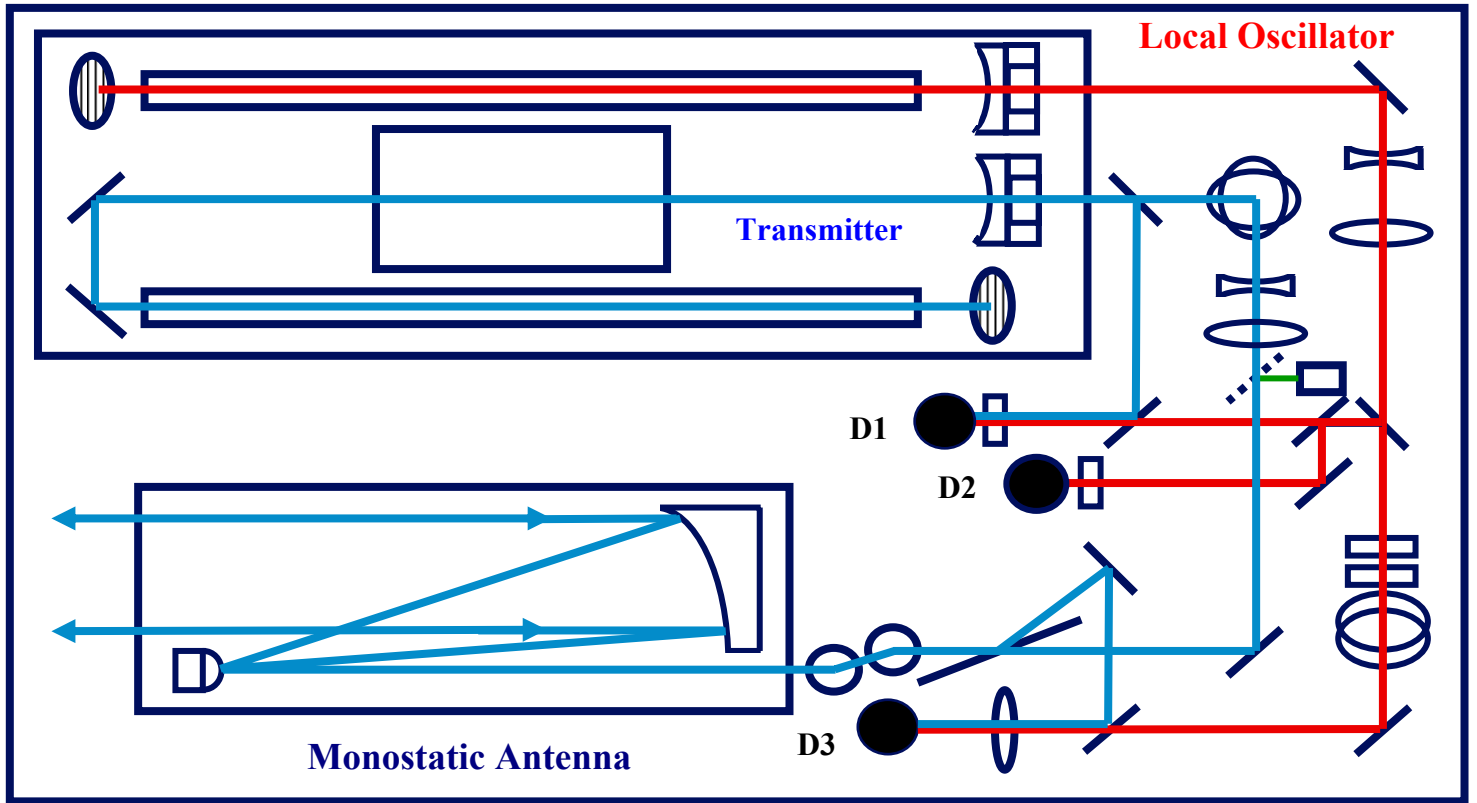 Local Oscillator
Transmitter
D1
D2
D3
Monostatic Antenna